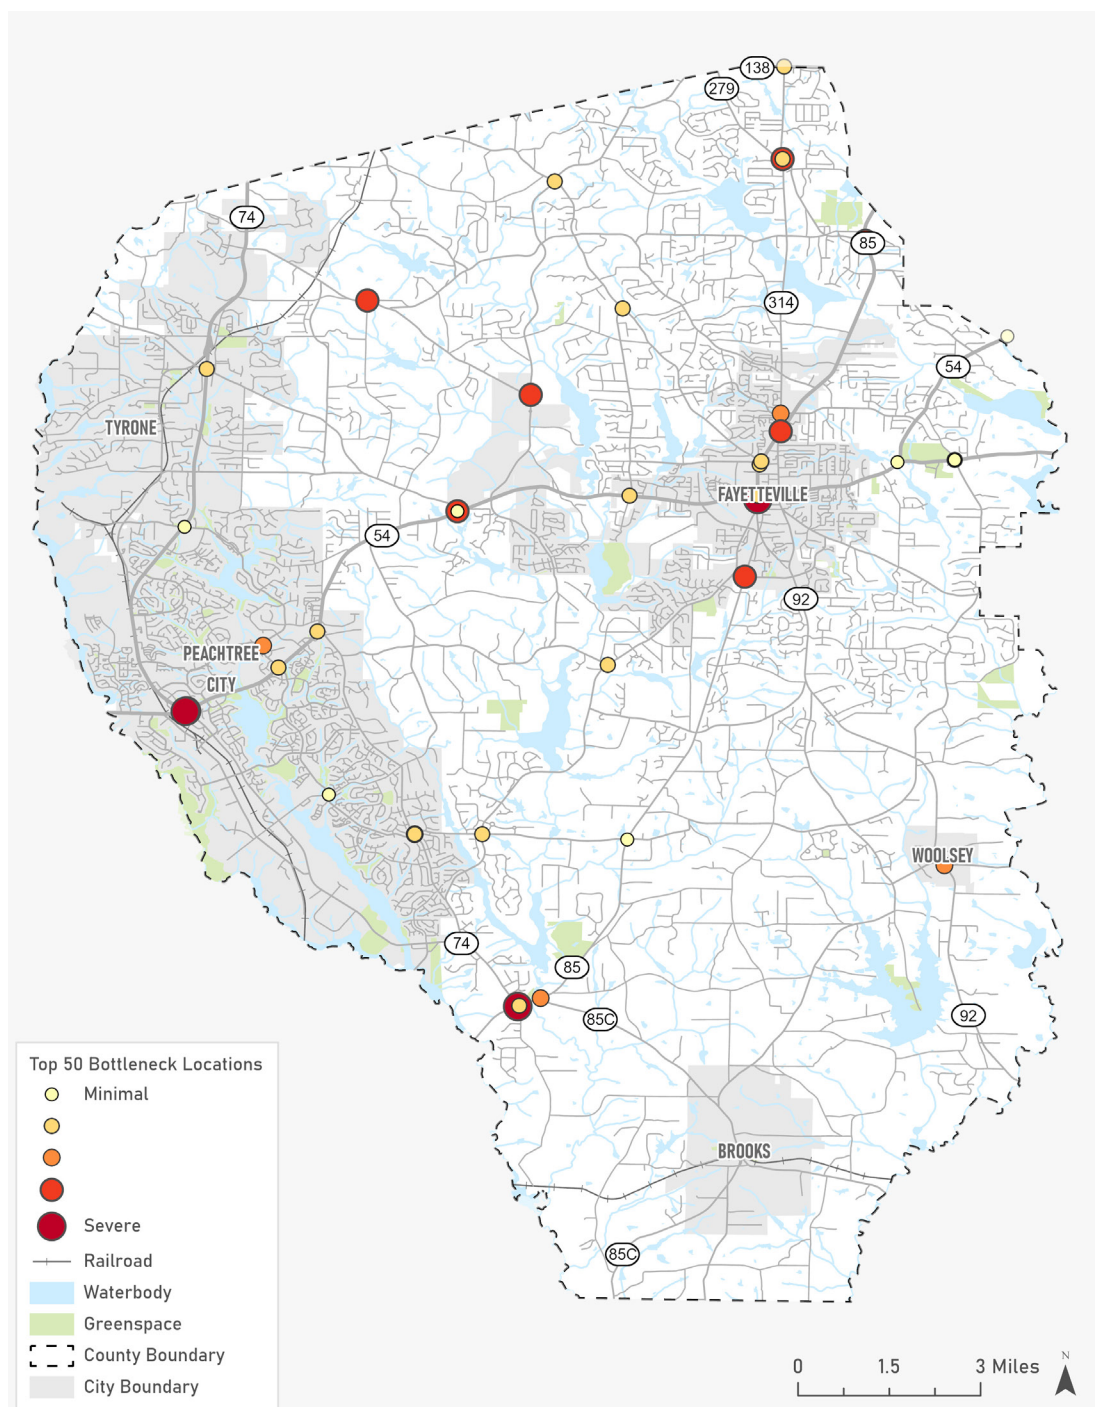 138
279
74
85
314
54
TYRONE
FAYETTEVILLE
54
92
PEACHTREE
CITY
WOOLSEY
74
85
85C
92
Top 50 Bottleneck Locations
Minimal
Severe
Railroad
Waterbody
Greenspace
County Boundary
City Boundary
BROOKS
85C
0 1.5 3 Miles
N